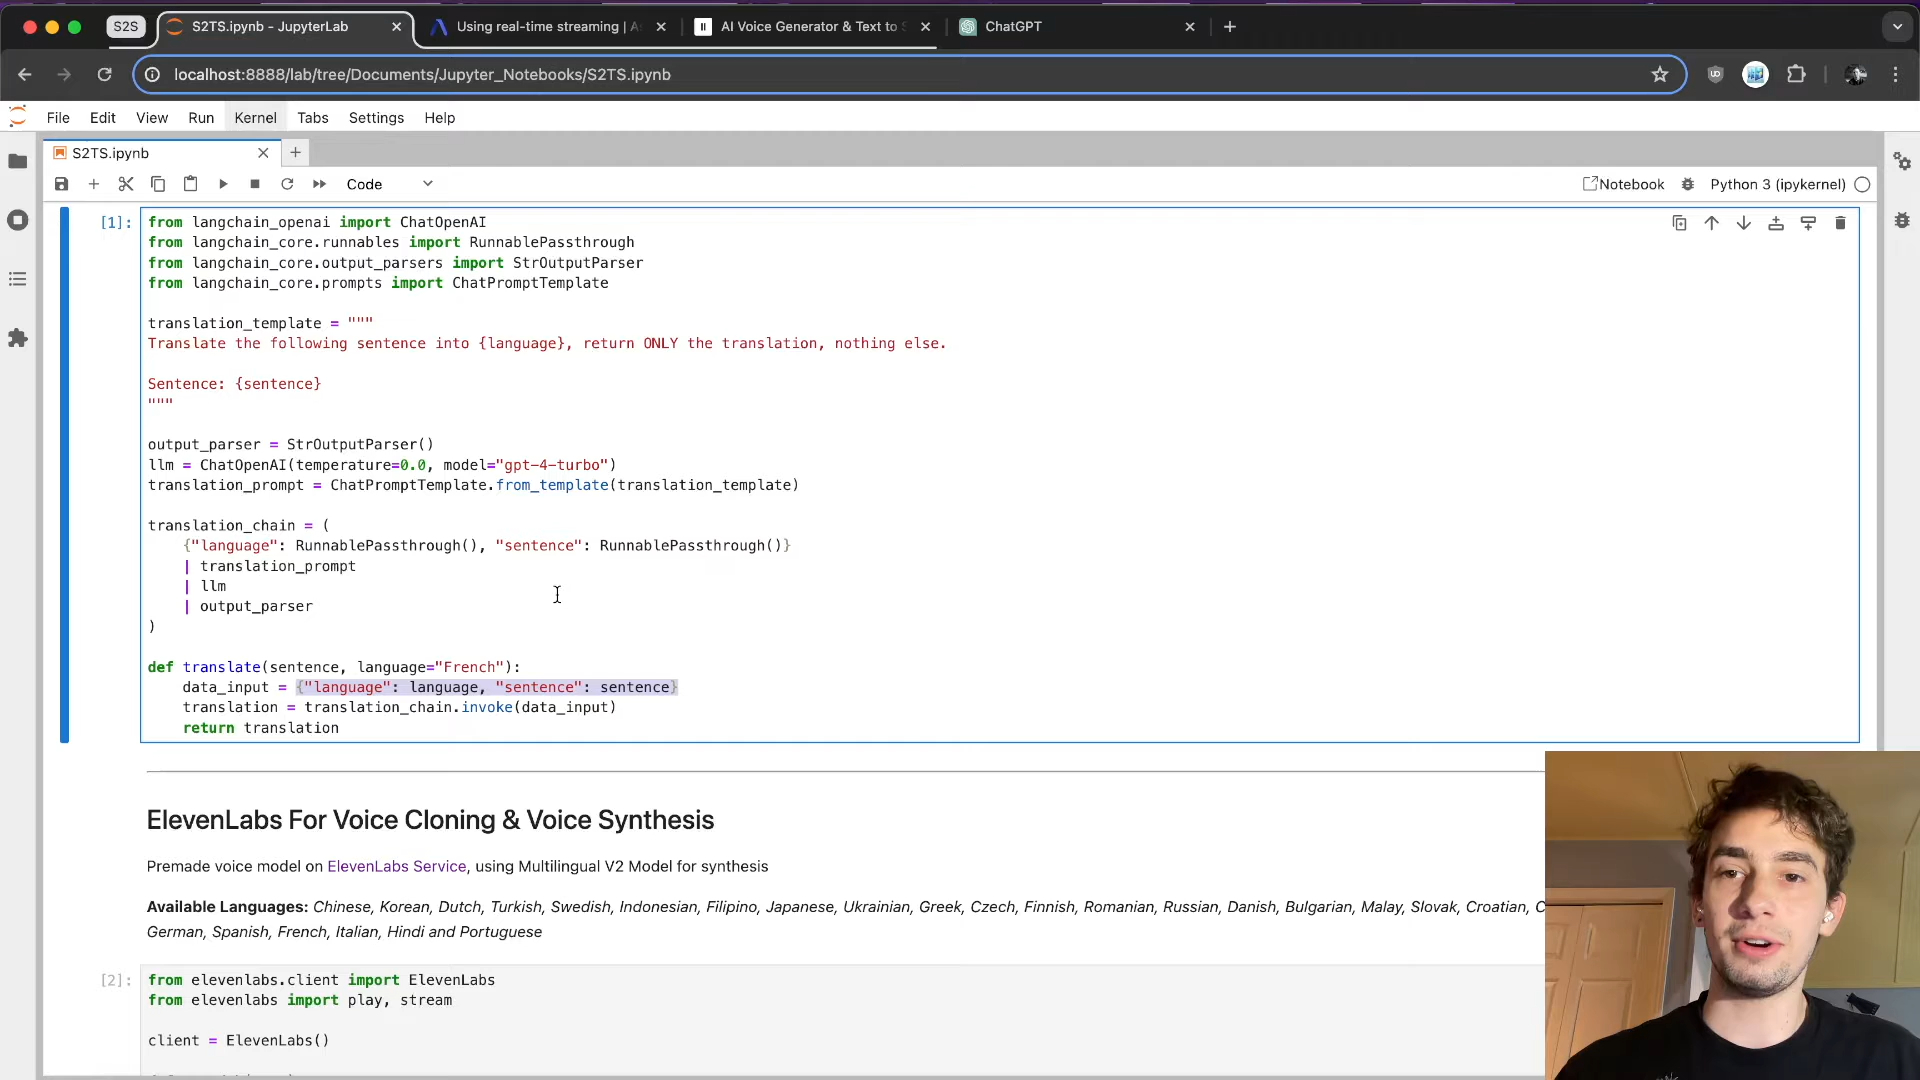 S2S
S2TS.ipynb - JupyterLab
Using real-time streaming | A
AI Voice Generator & Text to S
ChatGPT
localhost:8888/lab/tree/Documents/Jupyter_Notebooks/S2TS.ipynb
File Edit View Run Kernel Tabs Settings Help
S2TS.ipynb
Code
Notebook
Python 3 (ipykernel)
[1]:
from langchain_openai import ChatOpenAI
from langchain_core.runnables import RunnablePassthrough
from langchain_core.output_parsers import StrOutputParser
from langchain_core.prompts import ChatPromptTemplate
translation_template = """
Translate the following sentence into {language}, return ONLY the translation, nothing else.
Sentence: {sentence}
"""
output_parser = StrOutputParser()
llm = ChatOpenAI(temperature=0.0, model="gpt-4-turbo")
translation_prompt = ChatPromptTemplate.from_template(translation_template)
translation_chain = (
{"language": RunnablePassthrough(), "sentence": RunnablePassthrough()}
| translation_prompt
| llm
| output_parser
)
def translate(sentence, language="French"):
data_input = {"language": language, "sentence": sentence}
translation = translation_chain.invoke(data_input)
return translation
ElevenLabs For Voice Cloning & Voice Synthesis
Premade voice model on ElevenLabs Service, using Multilingual V2 Model for synthesis
Available Languages: Chinese, Korean, Dutch, Turkish, Swedish, Indonesian, Filipino, Japanese, Ukrainian, Greek, Czech, Finnish, Romanian, Russian, Danish, Bulgarian, Malay, Slovak, Croatian, C
German, Spanish, French, Italian, Hindi and Portuguese
[2]:
from elevenlabs.client import ElevenLabs
from elevenlabs import play, stream
client = ElevenLabs()